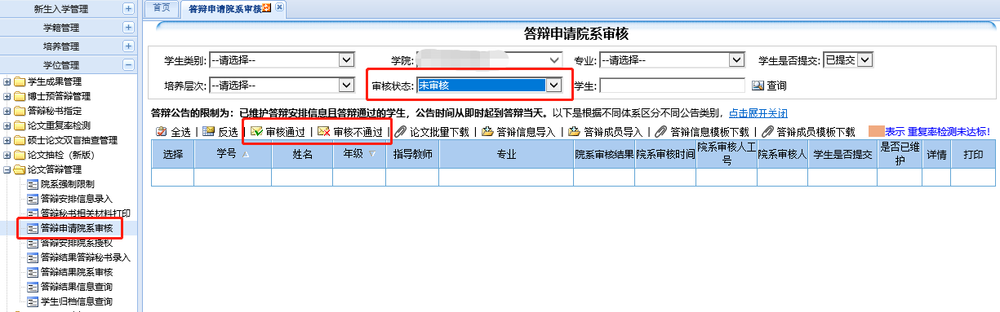 新生入学管理
学籍管理
培养管理
学位管理
学生成果管理
博士预答辩管理
答辩秘书指定
论文重复率检测
硕士论文双盲抽查管理
论文抽检（新版）
论文答辩管理
院系强制限制
答辩安排信息录入
答辩秘书相关材料打印
答辩申请院系审核
答辩安排院系授权
答辩结果答辩秘书录入
答辩结果院系审核
答辩结果信息查询
学生归档信息查询
首页 答辩申请院系审核
答辩申请院系审核
学生类别: --请选择-- 学院: 专业: --请选择-- 学生是否提交: 已提交
培养层次: --请选择-- 审核状态: 未审核 学生: 查询
答辩公告的限制为：已维护答辩安排信息且答辩通过的学生，公告时间从即时起到答辩当天。以下是根据不同体系区分不同公告类别，点击展开关闭
全选 | 反选 | 审核通过 | 审核不通过 | 论文批量下载 | 答辩信息导入 | 答辩成员导入 | 答辩信息模板下载 | 答辩成员模板下载 表示 重复率检测未达标！
选择 学号 姓名 年级 指导教师 专业 院系审核结果 院系审核时间 院系审核人工号 院系审核人 学生是否提交 是否已维护 详情 打印